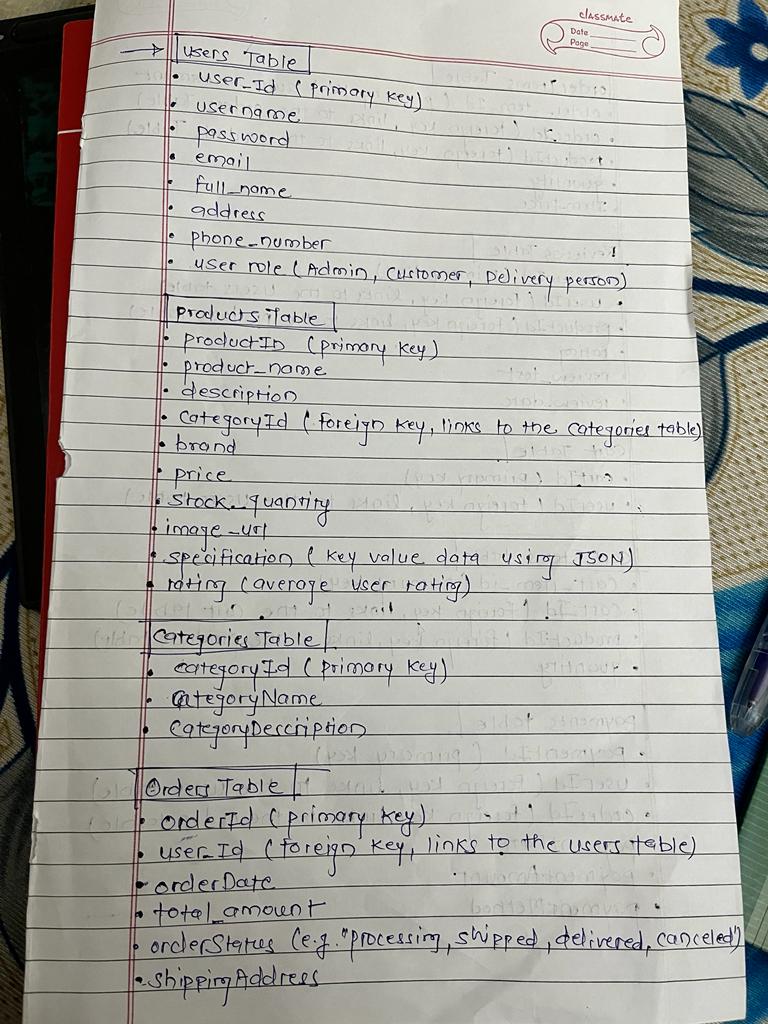 classmate
Date
Page
→ Users Table
• user_Id (primary key)
• username
• password
• email
• full_name
• address
• phone_number
• user role (Admin, customer, Delivery person)
Products Table
• productID (primary key)
• product_name
• description
• categoryId (foreign key, links to the categories table)
• brand
• price
• stock_quantity
• image_url
• specification (key value data using JSON)
• rating (average user rating)
Categories Table
• categoryId (primary key)
• categoryName
• categoryDescription
Orders Table
• orderId (primary key)
• user_Id (foreign key, links to the users table)
• orderDate
• total_amount
• orderStatus (e.g. "processing, shipped, delivered, canceled")
• shippingAddress